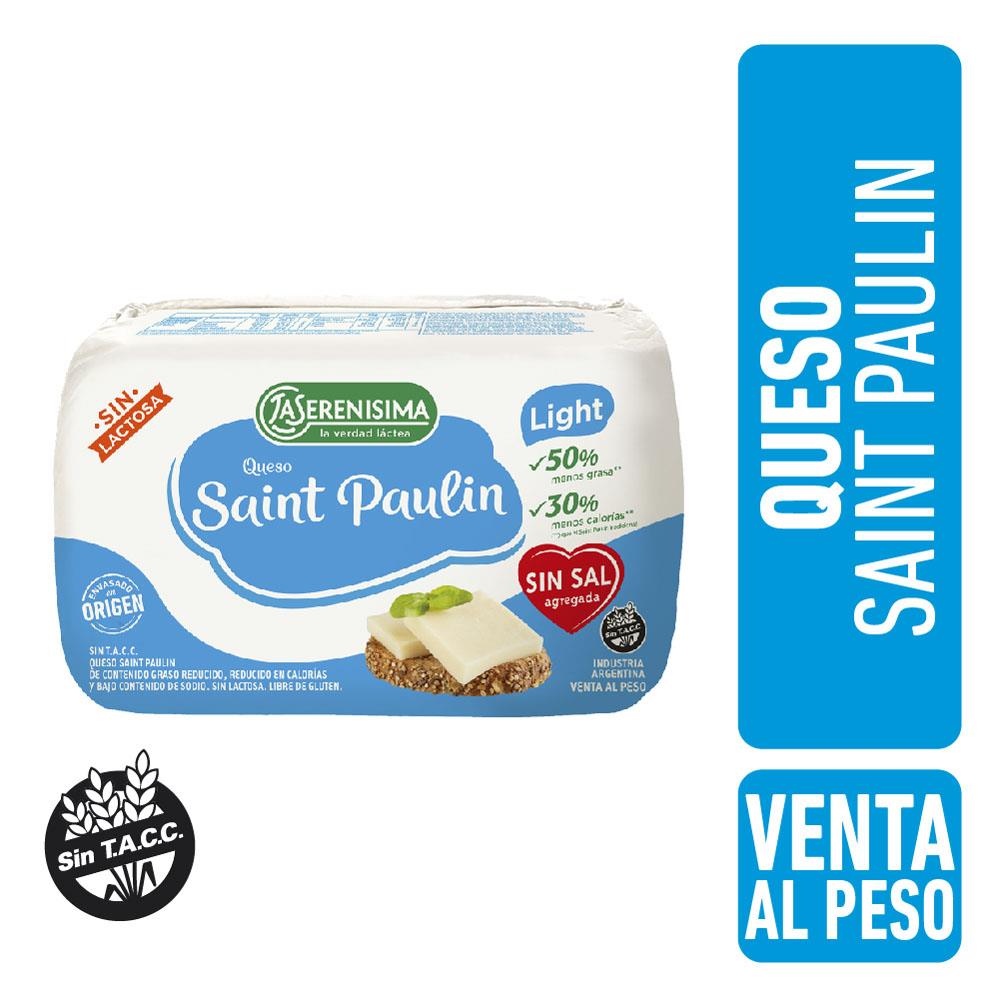 SIN
LACTOSA
LA SERENISIMA
la verdad láctea
Queso
Saint Paulin
Light
50%
menos grasa**
30%
menos calorías**
SIN SAL
agregada
ENVASADO
en
ORIGEN
Sin T.A.C.C.
SIN T.A.C.C.
QUESO SAINT PAULIN
DE CONTENIDO GRASO REDUCIDO, REDUCIDO EN CALORÍAS
Y BAJO CONTENIDO DE SODIO. SIN LACTOSA. LIBRE DE GLUTEN.
INDUSTRIA
ARGENTINA
VENTA AL PESO
Sin T.A.C.C.
QUESO
SAINT PAULIN
VENTA
AL PESO